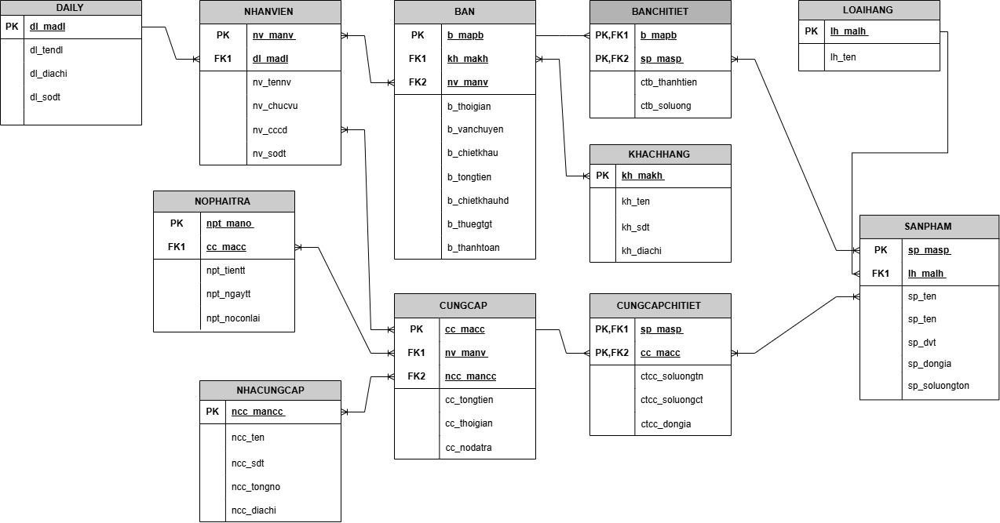 DAILY
PK dl_madl
dl_tendl
dl_diachi
dl_sodt
NHANVIEN
PK nv_manv
FK1 dl_madl
nv_tennv
nv_chucvu
nv_cccd
nv_sodt
BAN
PK b_mapb
FK1 kh_makh
FK2 nv_manv
b_thoigian
b_vanchuyen
b_chietkhau
b_tongtien
b_chietkhauhd
b_thuegtgt
b_thanhtoan
BANCHITIET
PK,FK1 b_mapb
PK,FK2 sp_masp
ctb_thanhtien
ctb_soluong
LOAIHANG
PK lh_malh
lh_ten
KHACHHANG
PK kh_makh
kh_ten
kh_sdt
kh_diachi
NOPHAITRA
PK npt_mano
FK1 cc_macc
npt_tientt
npt_ngaytt
npt_noconlai
SANPHAM
PK sp_masp
FK1 lh_malh
sp_ten
sp_ten
sp_dvt
sp_dongia
sp_soluongton
CUNGCAP
PK cc_macc
FK1 nv_manv
FK2 ncc_mancc
cc_tongtien
cc_thoigian
cc_nodatra
CUNGCAPCHITIET
PK,FK1 sp_masp
PK,FK2 cc_macc
ctcc_soluongtn
ctcc_soluongct
ctcc_dongia
NHACUNGCAP
PK ncc_mancc
ncc_ten
ncc_sdt
ncc_tongno
ncc_diachi